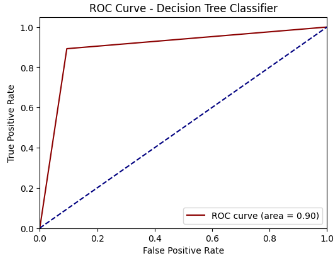 ROC Curve - Decision Tree Classifier
1.0
0.8
0.6
0.4
0.2
0.0
True Positive Rate
ROC curve (area = 0.90)
0.0 0.2 0.4 0.6 0.8 1.0
False Positive Rate